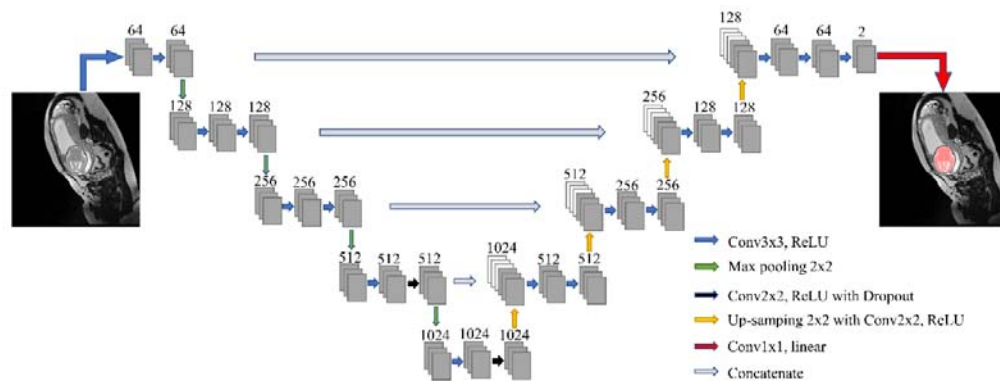 64 64
128 64 64 2
128 128 128
256 128 128
256 256 256
512 256 256
512 512 512
1024 512 512
1024 1024 1024
Conv3x3, ReLU
Max pooling 2x2
Conv2x2, ReLU with Dropout
Up-samping 2x2 with Conv2x2, ReLU
Conv1x1, linear
Concatenate